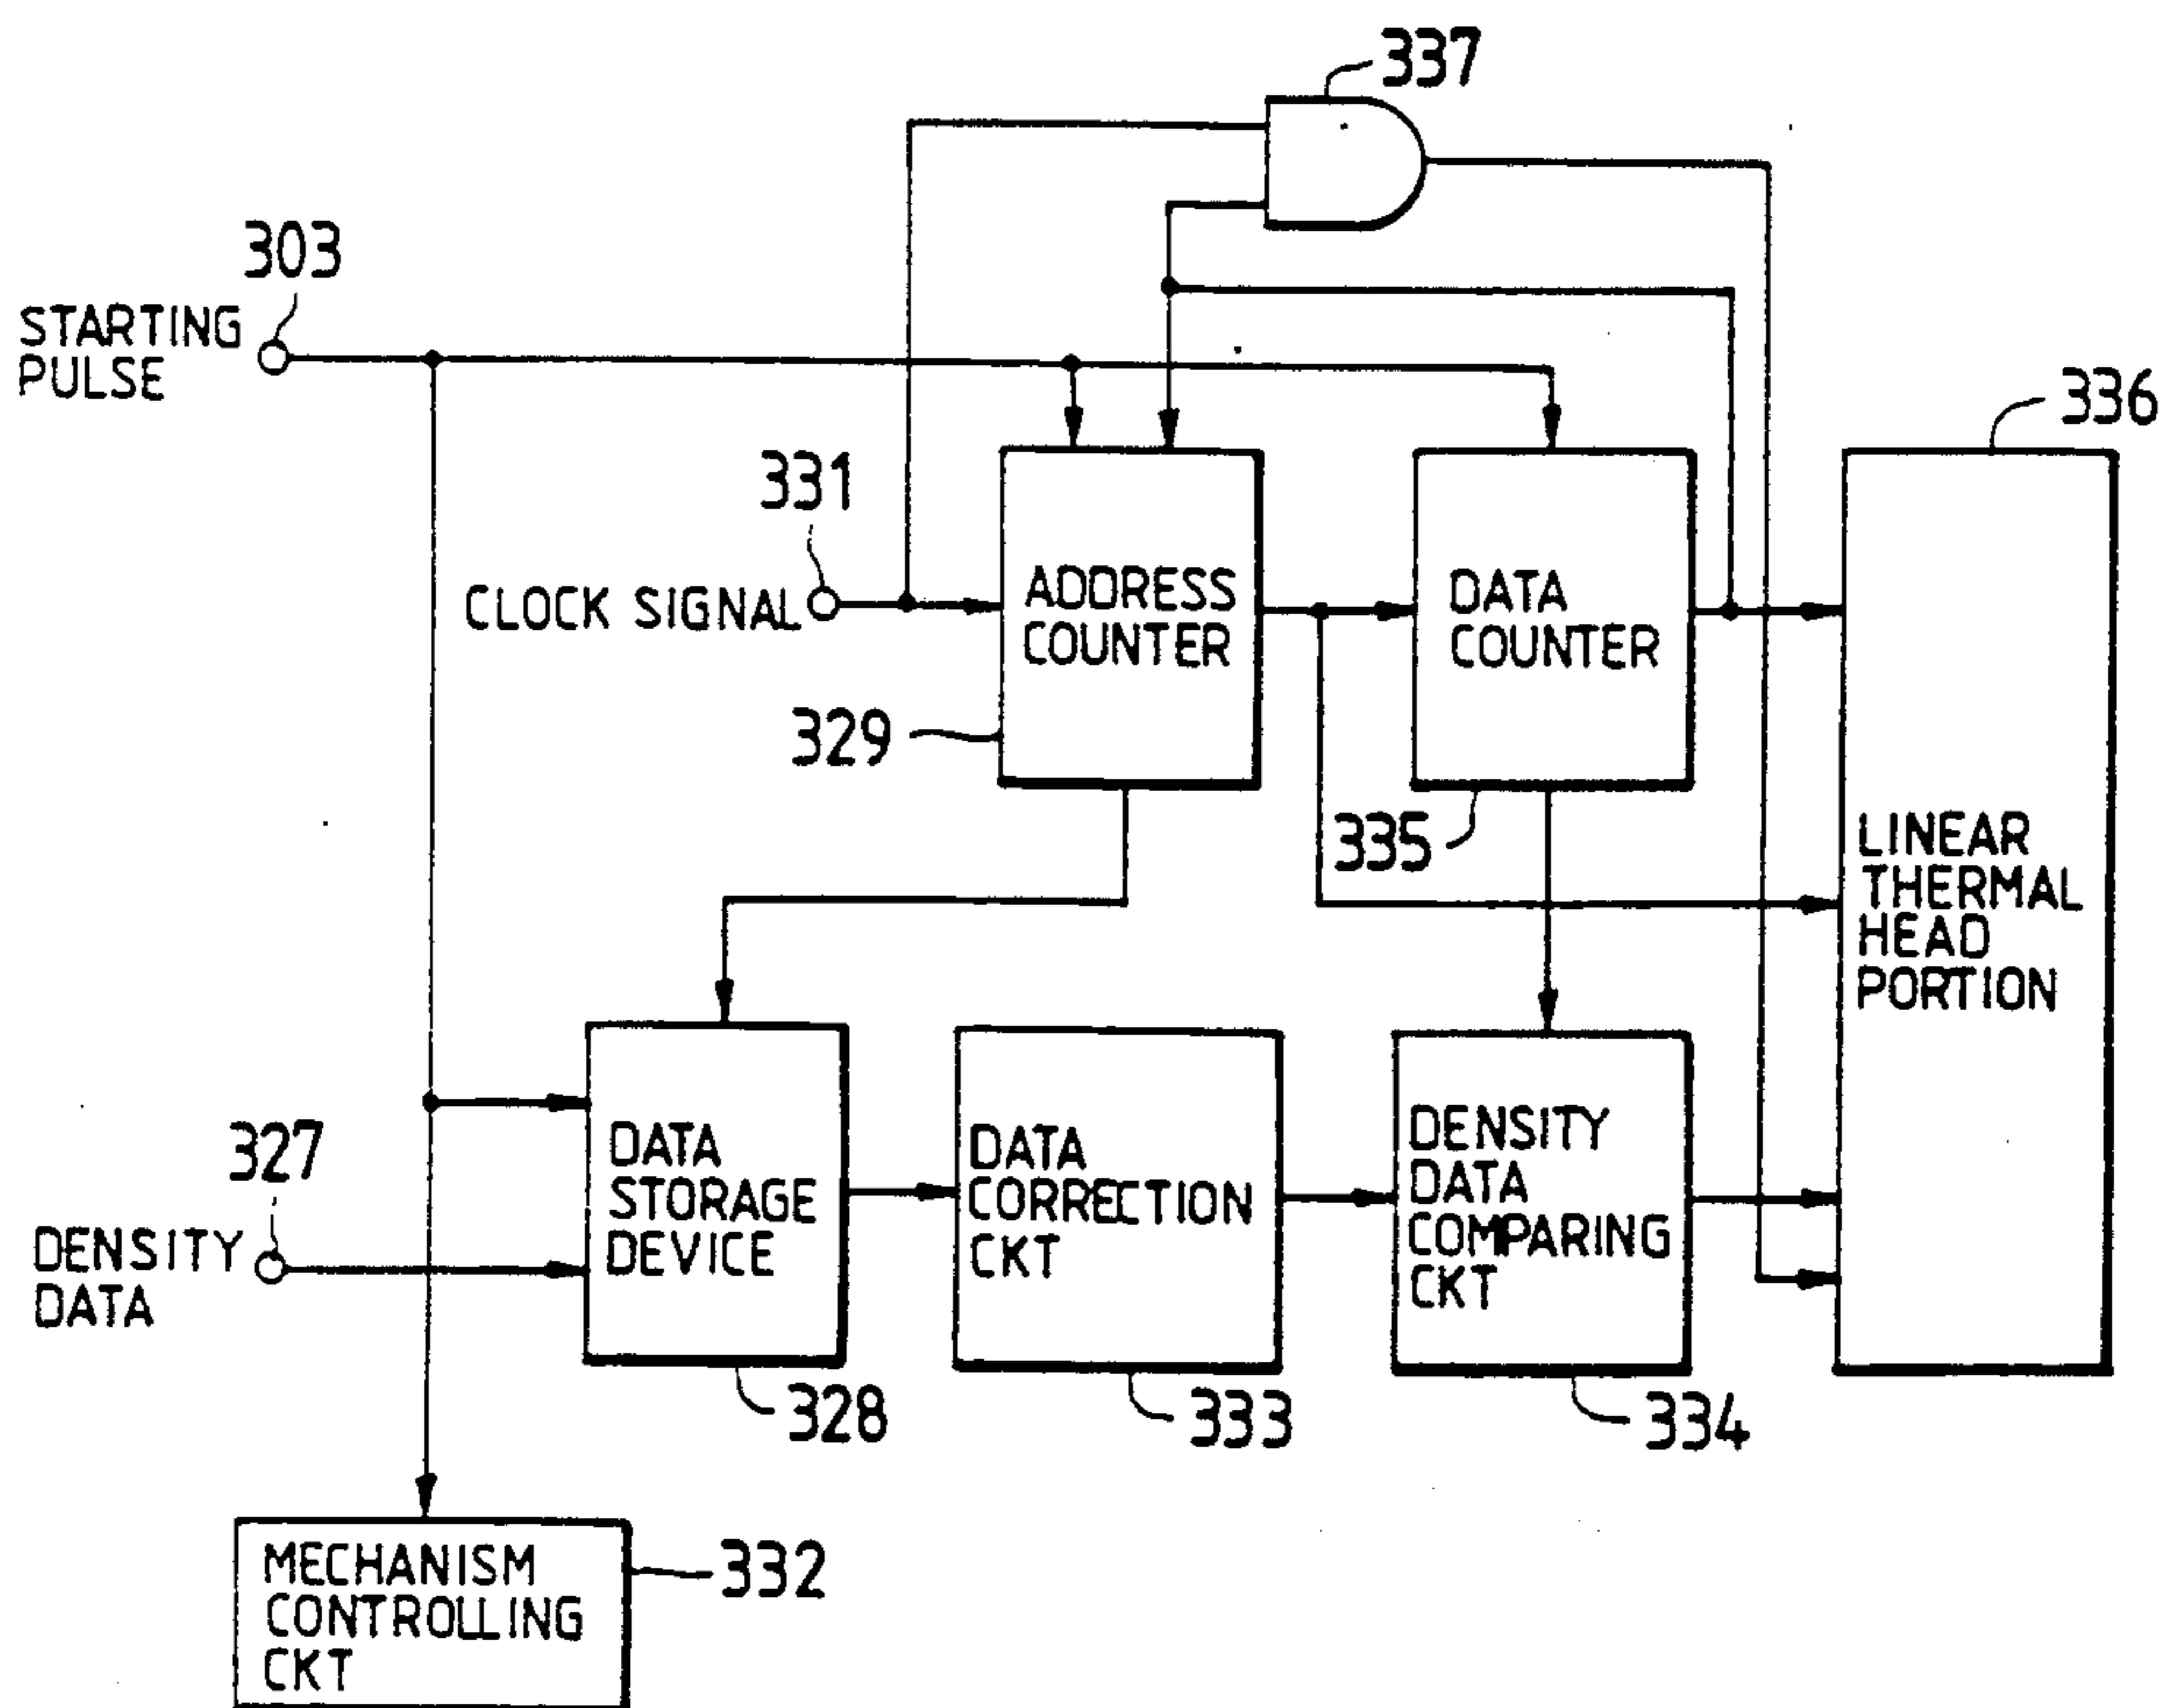 337
303
STARTING
PULSE
336
331
CLOCK SIGNAL
ADDRESS
COUNTER
DATA
COUNTER
329
335
LINEAR
THERMAL
HEAD
PORTION
327
DENSITY
DATA
DATA
STORAGE
DEVICE
DATA
CORRECTION
CKT
DENSITY
DATA
COMPARING
CKT
328
333
334
MECHANISM
CONTROLLING
CKT
332